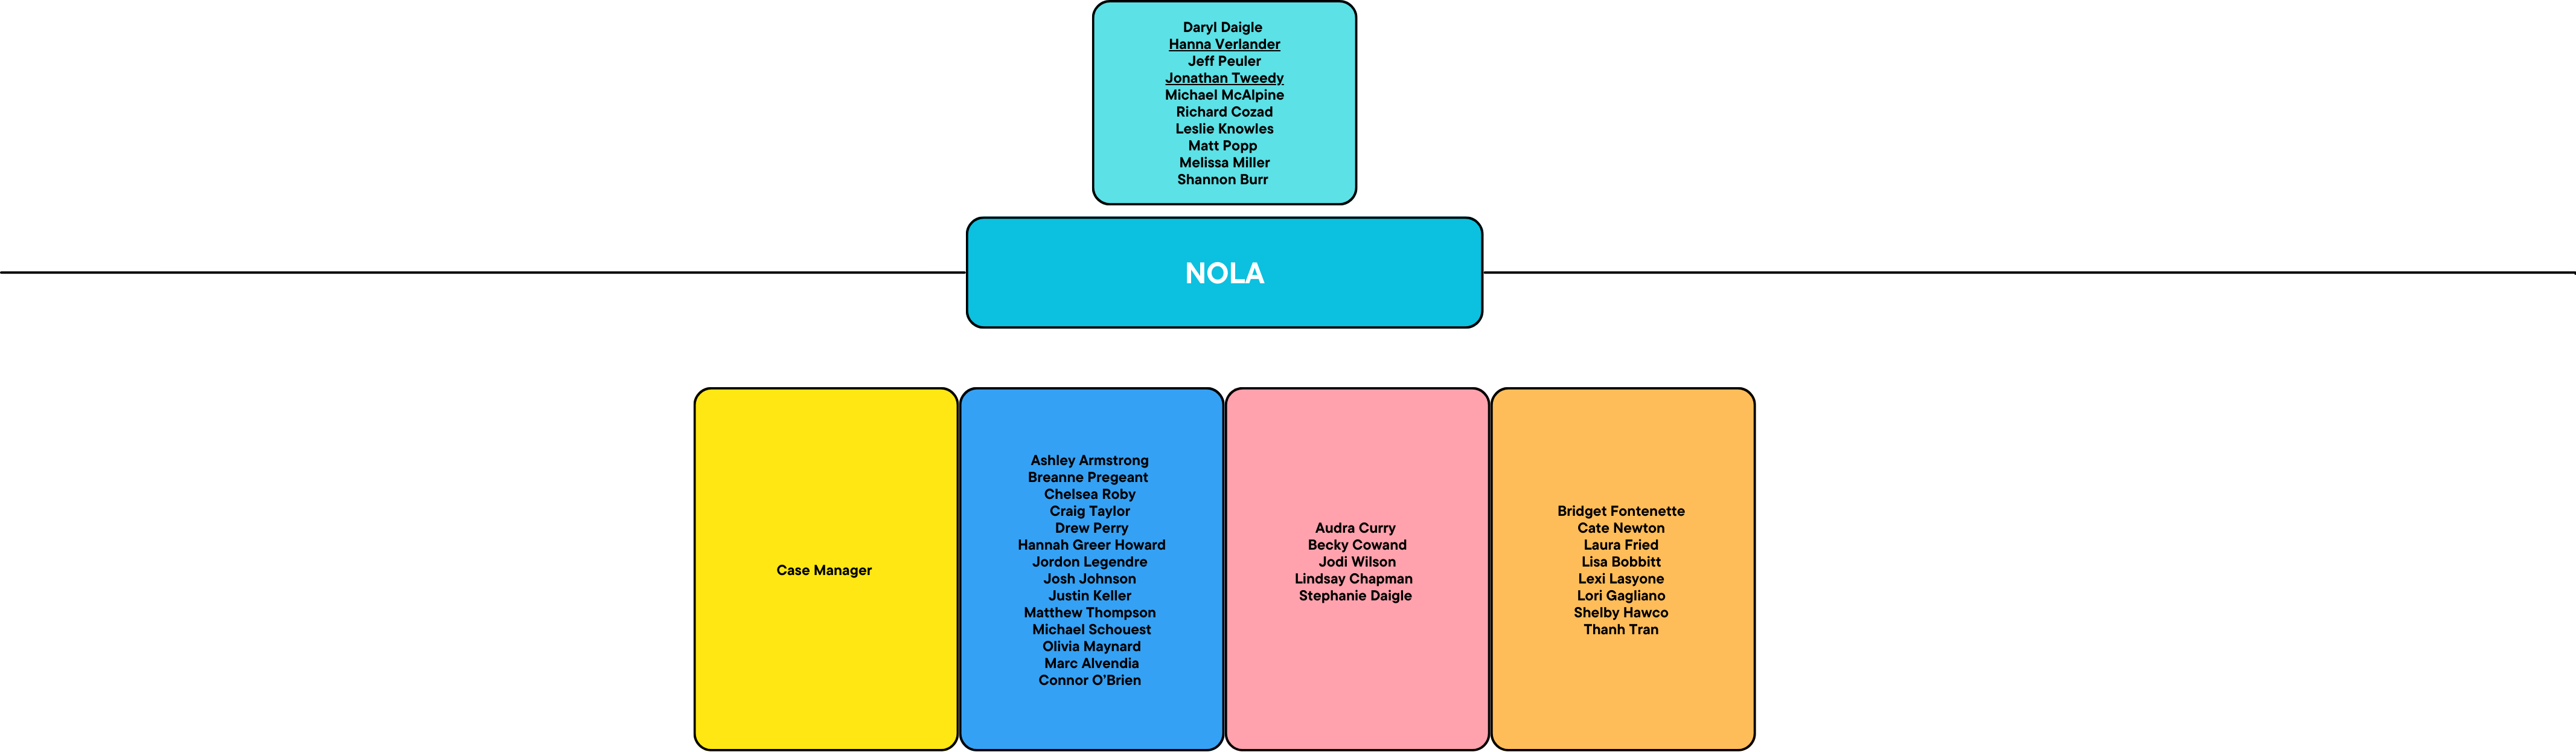 Daryl Daigle
Hanna Verlander
Jeff Peuler
Jonathan Tweedy
Michael McAlpine
Richard Cozad
Leslie Knowles
Matt Popp
Melissa Miller
Shannon Burr
NOLA
Case Manager
Ashley Armstrong
Breanne Pregeant
Chelsea Roby
Craig Taylor
Drew Perry
Hannah Greer Howard
Jordon Legendre
Josh Johnson
Justin Keller
Matthew Thompson
Michael Schouest
Olivia Maynard
Marc Alvendia
Connor O'Brien
Audra Curry
Becky Cowand
Jodi Wilson
Lindsay Chapman
Stephanie Daigle
Bridget Fontenette
Cate Newton
Laura Fried
Lisa Bobbitt
Lexi Lasyone
Lori Gagliano
Shelby Hawco
Thanh Tran